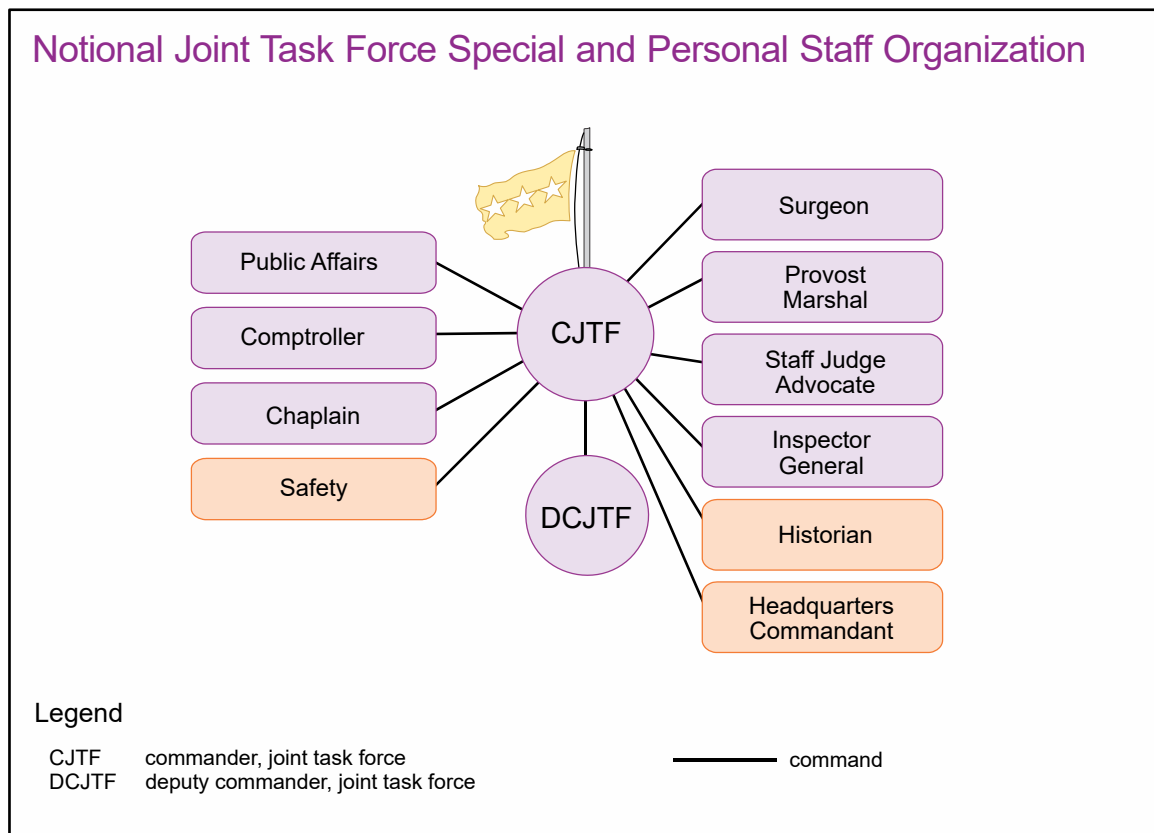 Notional Joint Task Force Special and Personal Staff Organization
Public Affairs
Comptroller
Chaplain
Safety
CJTF
DCJTF
Surgeon
Provost
Marshal
Staff Judge
Advocate
Inspector
General
Historian
Headquarters
Commandant
Legend
CJTF commander, joint task force
DCJTF deputy commander, joint task force
command